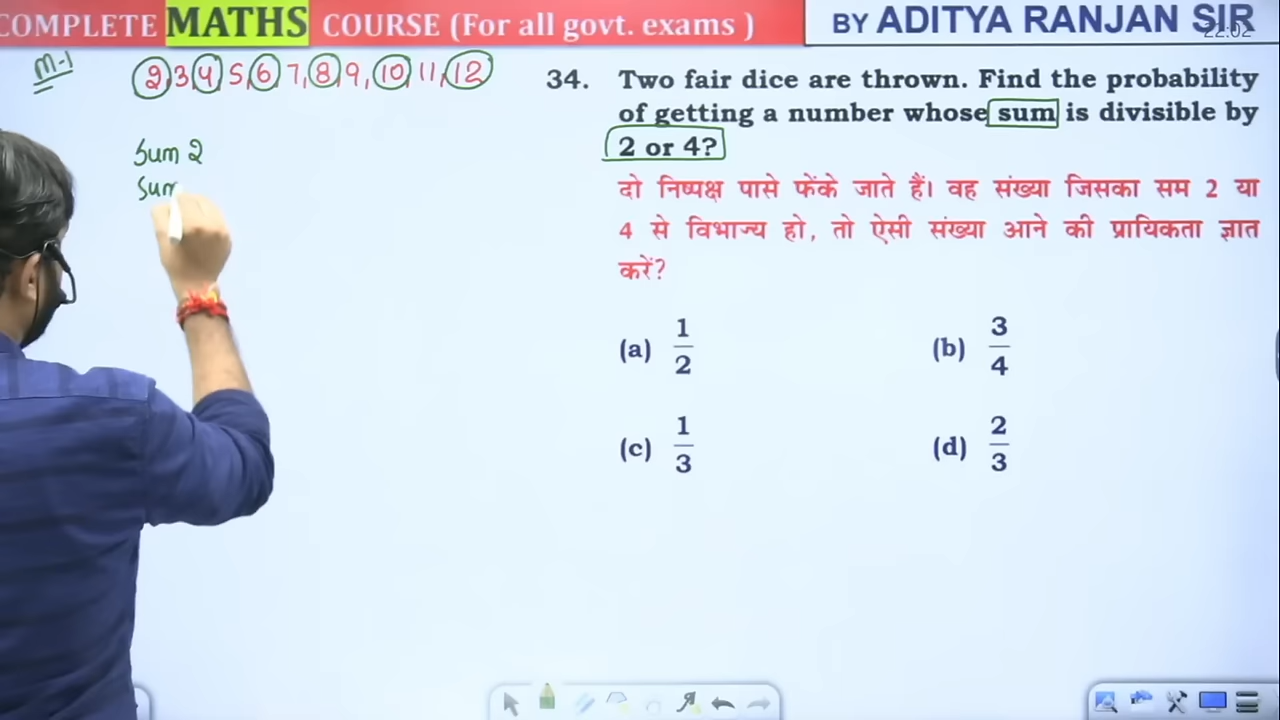 COMPLETE MATHS COURSE (For all govt. exams )
BY ADITYA RANJAN SIR
22:02
M-1
2, 3, 4, 5, 6, 7, 8, 9, 10, 11, 12
Sum 2
Sum
34. Two fair dice are thrown. Find the probability
of getting a number whose sum is divisible by
2 or 4?
दो निष्पक्ष पासे फेंके जाते हैं। वह संख्या जिसका सम 2 या
4 से विभाज्य हो, तो ऐसी संख्या आने की प्रायिकता ज्ञात
करें?
(a) 1/2
(b) 3/4
(c) 1/3
(d) 2/3